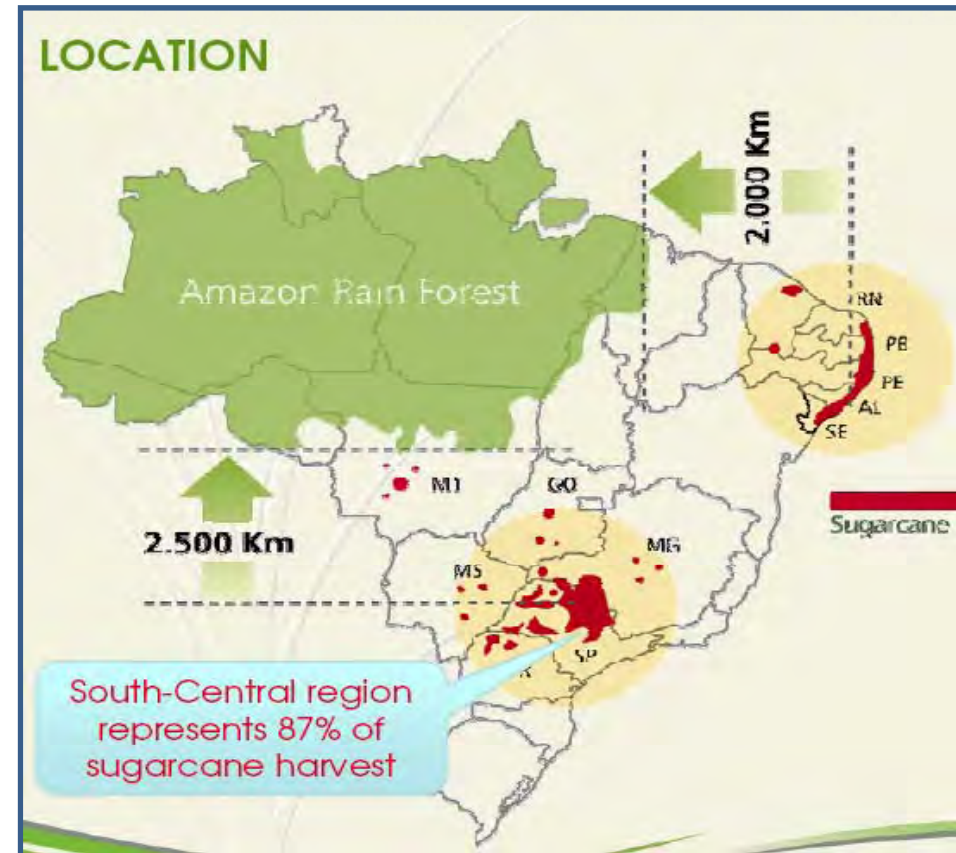 LOCATION
2.000 Km
Amazon Rain Forest
RN
PB
PE
AL
SE
MT
GO
2.500 Km
Sugarcane
MG
MS
SP
South-Central region
represents 87% of
sugarcane harvest